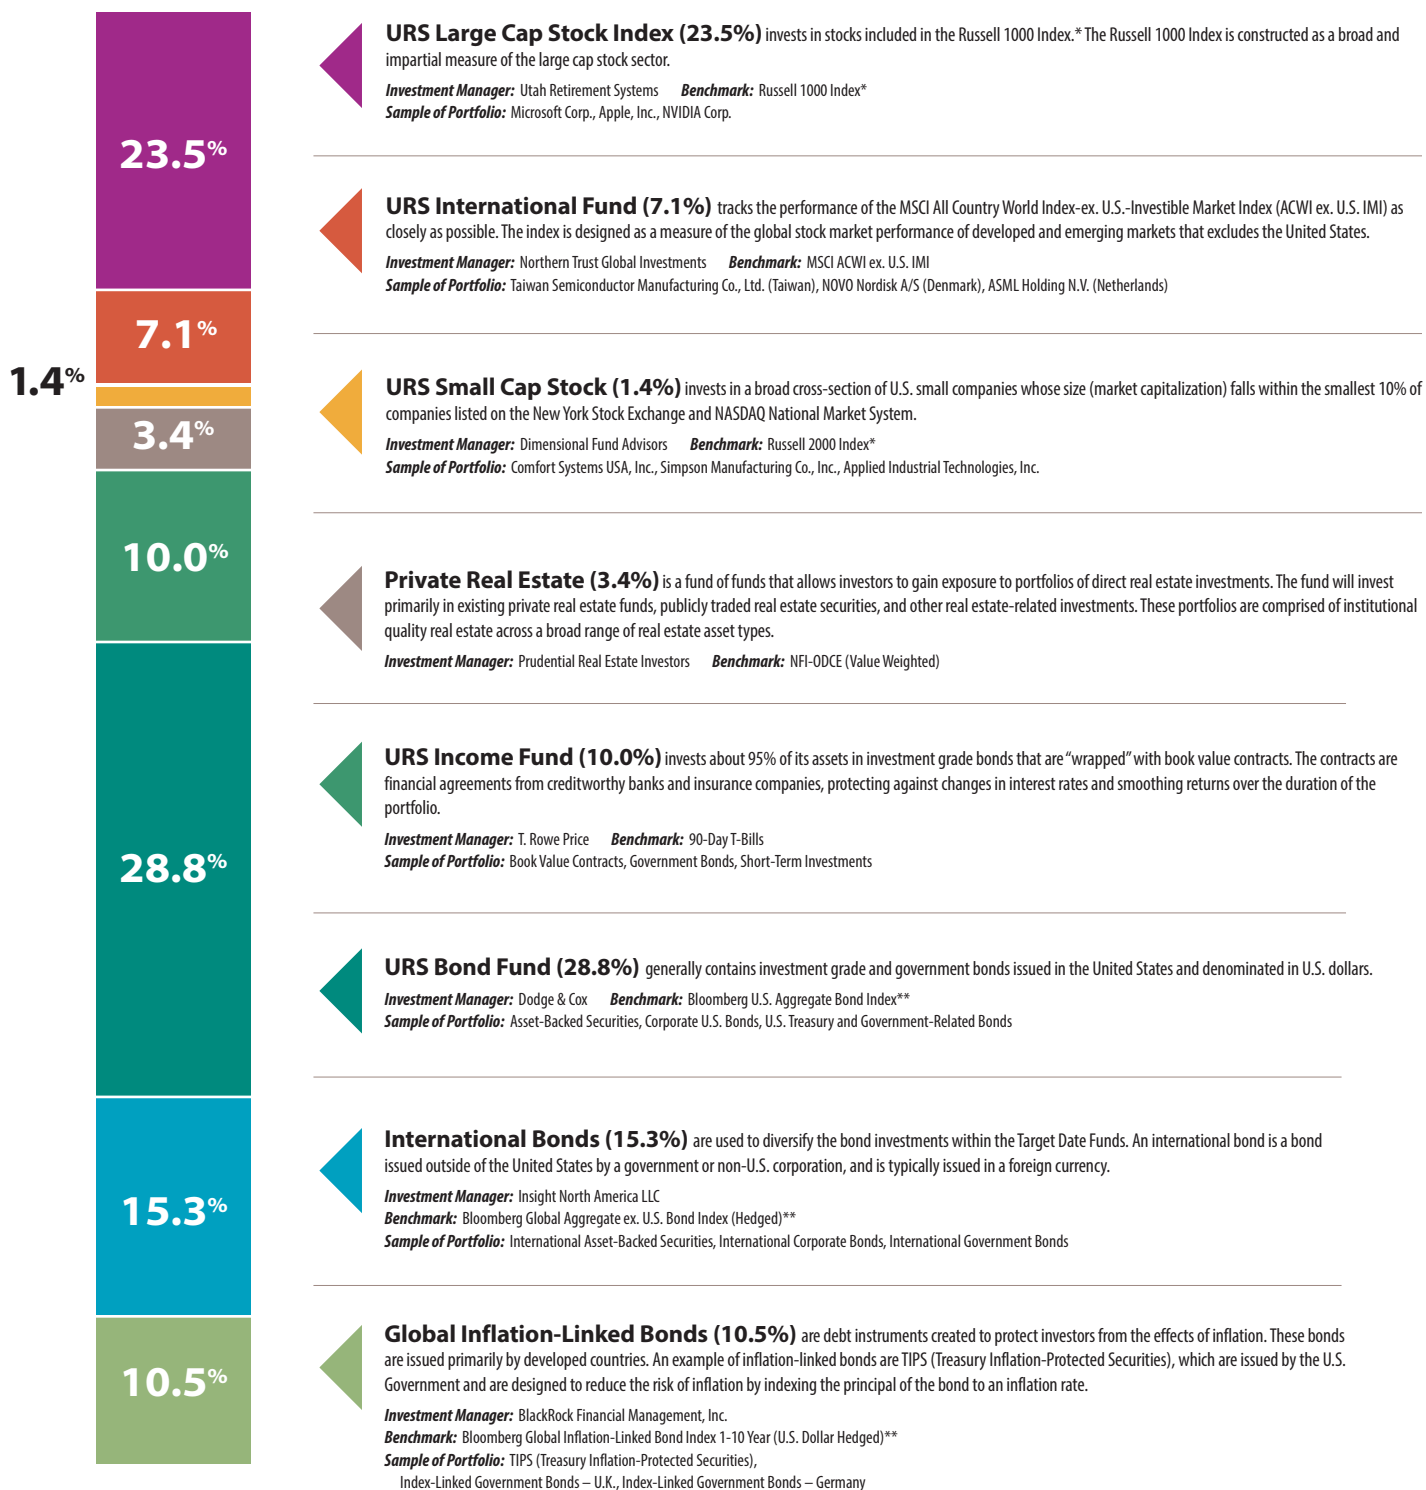 23.5%
7.1%
1.4%
3.4%
10.0%
28.8%
15.3%
10.5%
URS Large Cap Stock Index (23.5%) invests in stocks included in the Russell 1000 Index.* The Russell 1000 Index is constructed as a broad and
impartial measure of the large cap stock sector.
Investment Manager: Utah Retirement Systems Benchmark: Russell 1000 Index*
Sample of Portfolio: Microsoft Corp., Apple, Inc., NVIDIA Corp.
URS International Fund (7.1%) tracks the performance of the MSCI All Country World Index-ex. U.S.-Investible Market Index (ACWI ex. U.S. IMI) as
closely as possible. The index is designed as a measure of the global stock market performance of developed and emerging markets that excludes the United States.
Investment Manager: Northern Trust Global Investments Benchmark: MSCI ACWI ex. U.S. IMI
Sample of Portfolio: Taiwan Semiconductor Manufacturing Co., Ltd. (Taiwan), NOVO Nordisk A/S (Denmark), ASML Holding N.V. (Netherlands)
URS Small Cap Stock (1.4%) invests in a broad cross-section of U.S. small companies whose size (market capitalization) falls within the smallest 10% of
companies listed on the New York Stock Exchange and NASDAQ National Market System.
Investment Manager: Dimensional Fund Advisors Benchmark: Russell 2000 Index*
Sample of Portfolio: Comfort Systems USA, Inc., Simpson Manufacturing Co., Inc., Applied Industrial Technologies, Inc.
Private Real Estate (3.4%) is a fund of funds that allows investors to gain exposure to portfolios of direct real estate investments. The fund will invest
primarily in existing private real estate funds, publicly traded real estate securities, and other real estate-related investments. These portfolios are comprised of institutional
quality real estate across a broad range of real estate asset types.
Investment Manager: Prudential Real Estate Investors Benchmark: NFI-ODCE (Value Weighted)
URS Income Fund (10.0%) invests about 95% of its assets in investment grade bonds that are “wrapped” with book value contracts. The contracts are
financial agreements from creditworthy banks and insurance companies, protecting against changes in interest rates and smoothing returns over the duration of the
portfolio.
Investment Manager: T. Rowe Price Benchmark: 90-Day T-Bills
Sample of Portfolio: Book Value Contracts, Government Bonds, Short-Term Investments
URS Bond Fund (28.8%) generally contains investment grade and government bonds issued in the United States and denominated in U.S. dollars.
Investment Manager: Dodge & Cox Benchmark: Bloomberg U.S. Aggregate Bond Index**
Sample of Portfolio: Asset-Backed Securities, Corporate U.S. Bonds, U.S. Treasury and Government-Related Bonds
International Bonds (15.3%) are used to diversify the bond investments within the Target Date Funds. An international bond is a bond
issued outside of the United States by a government or non-U.S. corporation, and is typically issued in a foreign currency.
Investment Manager: Insight North America LLC
Benchmark: Bloomberg Global Aggregate ex. U.S. Bond Index (Hedged)**
Sample of Portfolio: International Asset-Backed Securities, International Corporate Bonds, International Government Bonds
Global Inflation-Linked Bonds (10.5%) are debt instruments created to protect investors from the effects of inflation. These bonds
are issued primarily by developed countries. An example of inflation-linked bonds are TIPS (Treasury Inflation-Protected Securities), which are issued by the U.S.
Government and are designed to reduce the risk of inflation by indexing the principal of the bond to an inflation rate.
Investment Manager: BlackRock Financial Management, Inc.
Benchmark: Bloomberg Global Inflation-Linked Bond Index 1-10 Year (U.S. Dollar Hedged)**
Sample of Portfolio: TIPS (Treasury Inflation-Protected Securities),
Index-Linked Government Bonds – U.K., Index-Linked Government Bonds – Germany